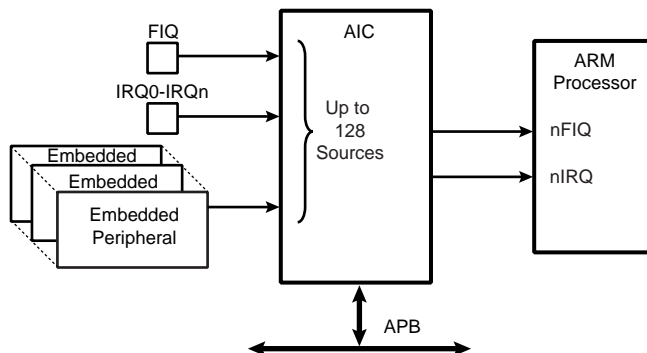 FIQ
IRQ0-IRQn
Embedded
Embedded
Embedded
Peripheral
AIC
Up to
128
Sources
ARM
Processor
nFIQ
nIRQ
APB